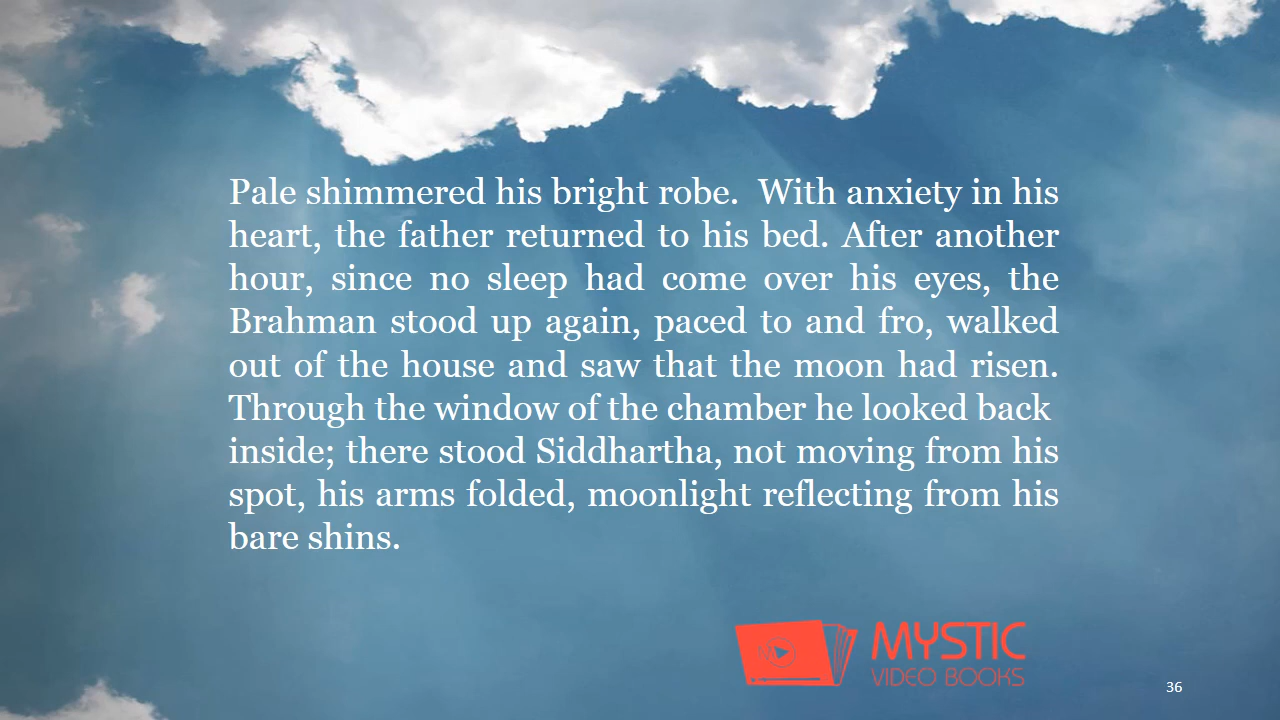 Pale shimmered his bright robe.  With anxiety in his
heart, the father returned to his bed. After another
hour, since no sleep had come over his eyes, the
Brahman stood up again, paced to and fro, walked
out of the house and saw that the moon had risen.
Through the window of the chamber he looked back
inside; there stood Siddhartha, not moving from his
spot, his arms folded, moonlight reflecting from his
bare shins.
MYSTIC
VIDEO BOOKS
36